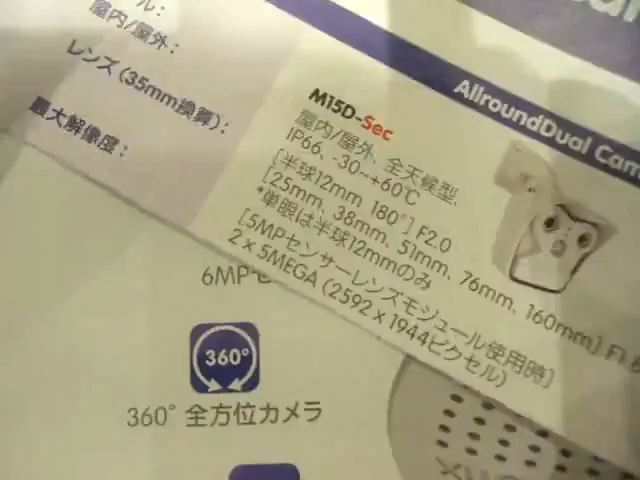 屋内/屋外:
レンズ (35mm換算):
最大解像度:
AllroundDual
M15D-Sec
屋内/屋外、全天候型、
IP66、-30~+60℃
[半球12mm 180°] F2.0
[25mm、38mm、51mm、76mm、160mm]
*単眼は半球12mmのみ
[5MPセンサーレンズモジュール使用時]
2 x 5MEGA (2592 x 1944ピクセル)
6MP
360°
360° 全方位カメラ